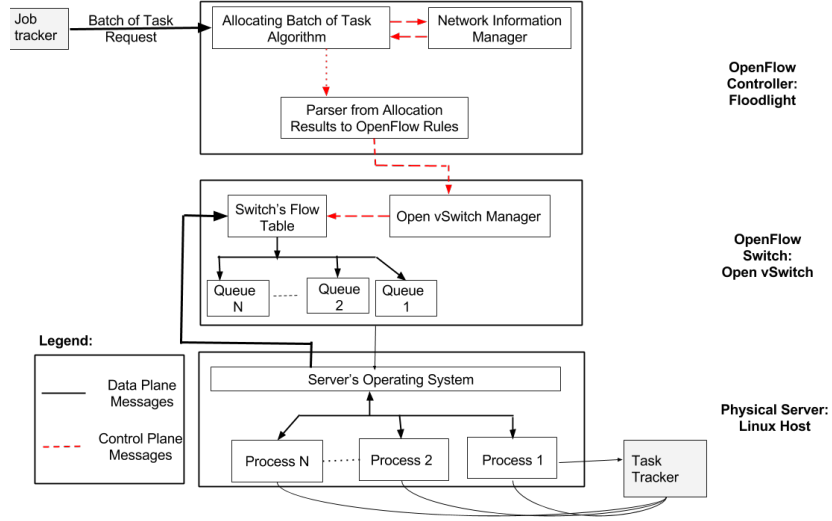 Job
tracker
Batch of Task
Request
Allocating Batch of Task
Algorithm
Network Information
Manager
Parser from Allocation
Results to OpenFlow Rules
OpenFlow
Controller:
Floodlight
Switch's Flow
Table
Open vSwitch Manager
Queue
N
Queue
2
Queue
1
OpenFlow
Switch:
Open vSwitch
Legend:
Data Plane
Messages
Control Plane
Messages
Server's Operating System
Process N
Process 2
Process 1
Task
Tracker
Physical Server:
Linux Host